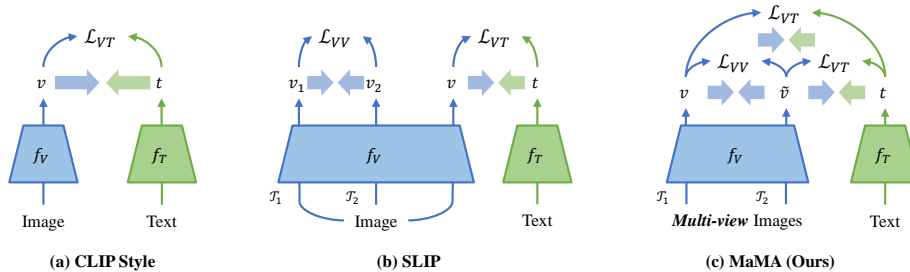 ℒ_VT
v
t
f_V
f_T
Image
Text
(a) CLIP Style
ℒ_VV
ℒ_VT
v_1
v_2
v
t
f_V
f_T
𝒯_1
𝒯_2
Image
Text
(b) SLIP
ℒ_VT
ℒ_VV
ℒ_VT
v
ṽ
t
f_V
f_T
𝒯_1
𝒯_2
Multi-view Images
Text
(c) MaMA (Ours)